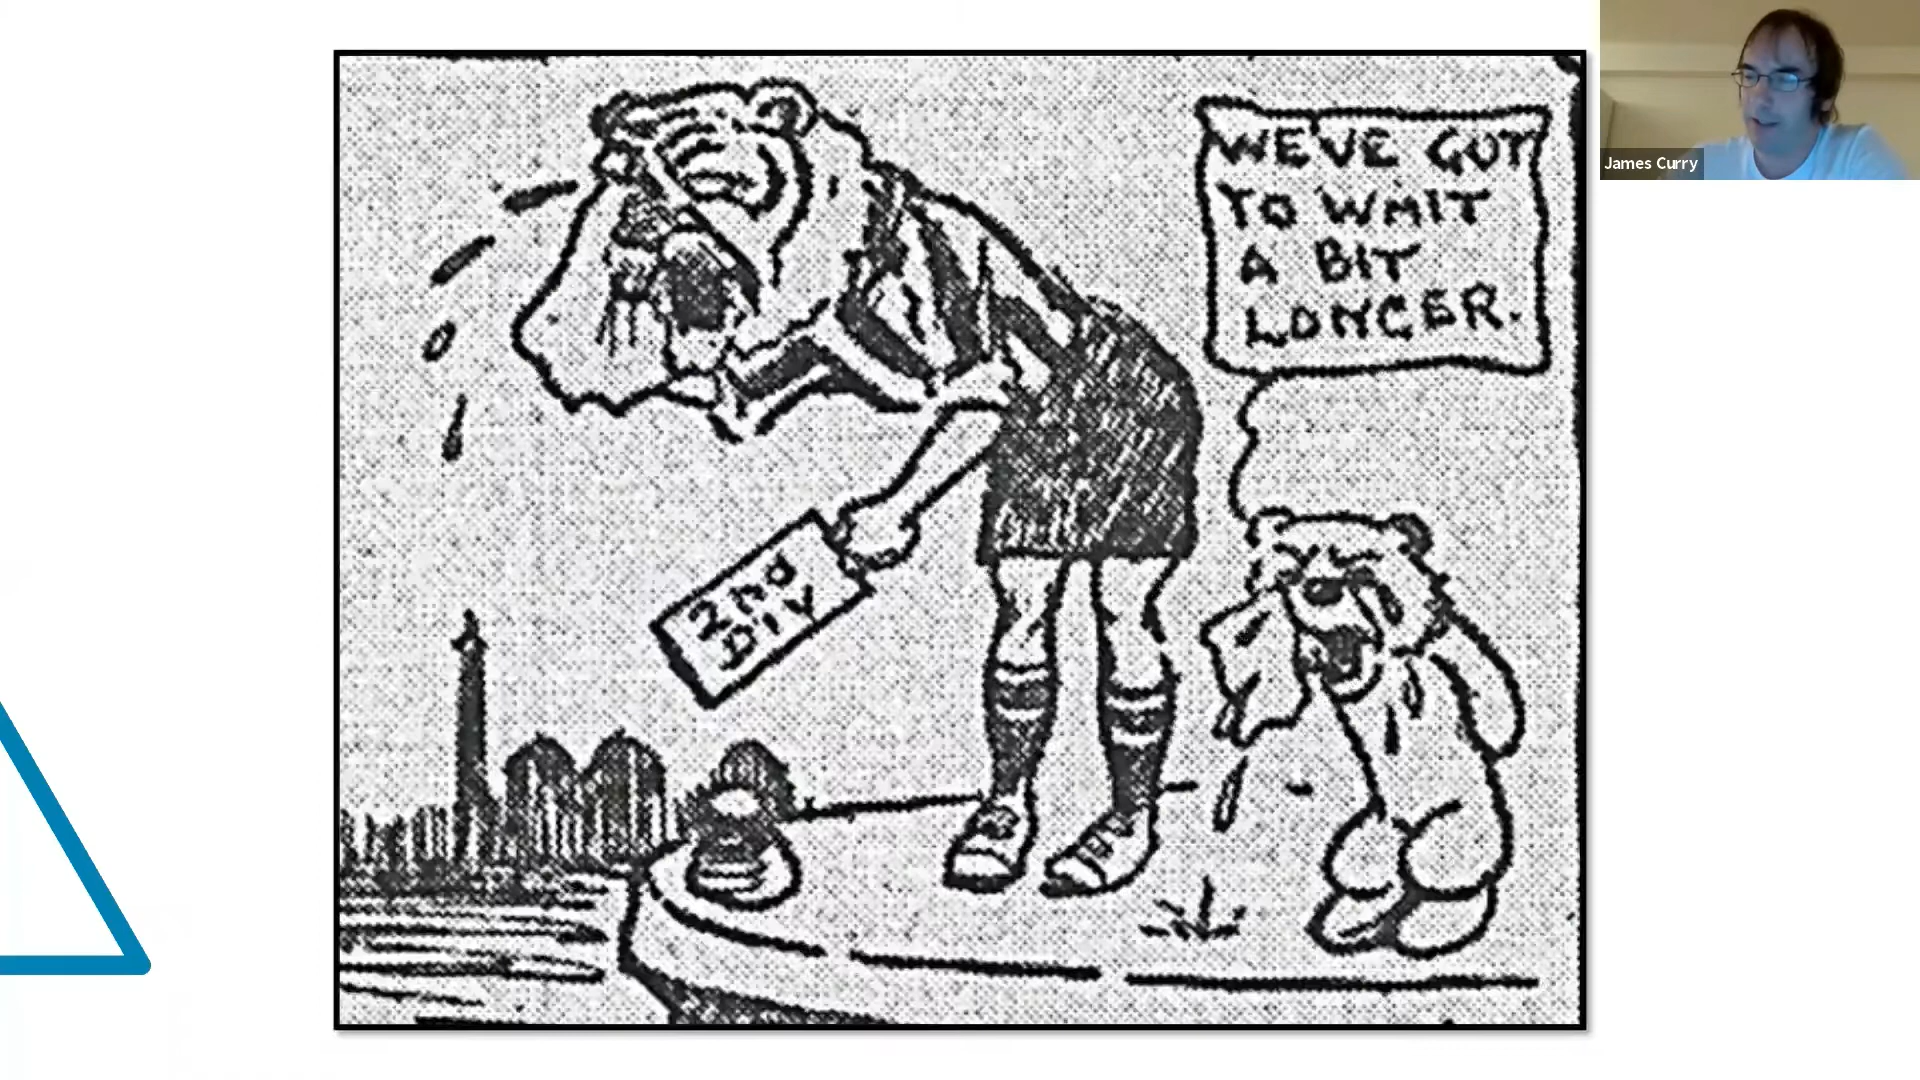 WE'VE GOT
TO WAIT
A BIT
LONGER.
2nd
DIV
James Curry